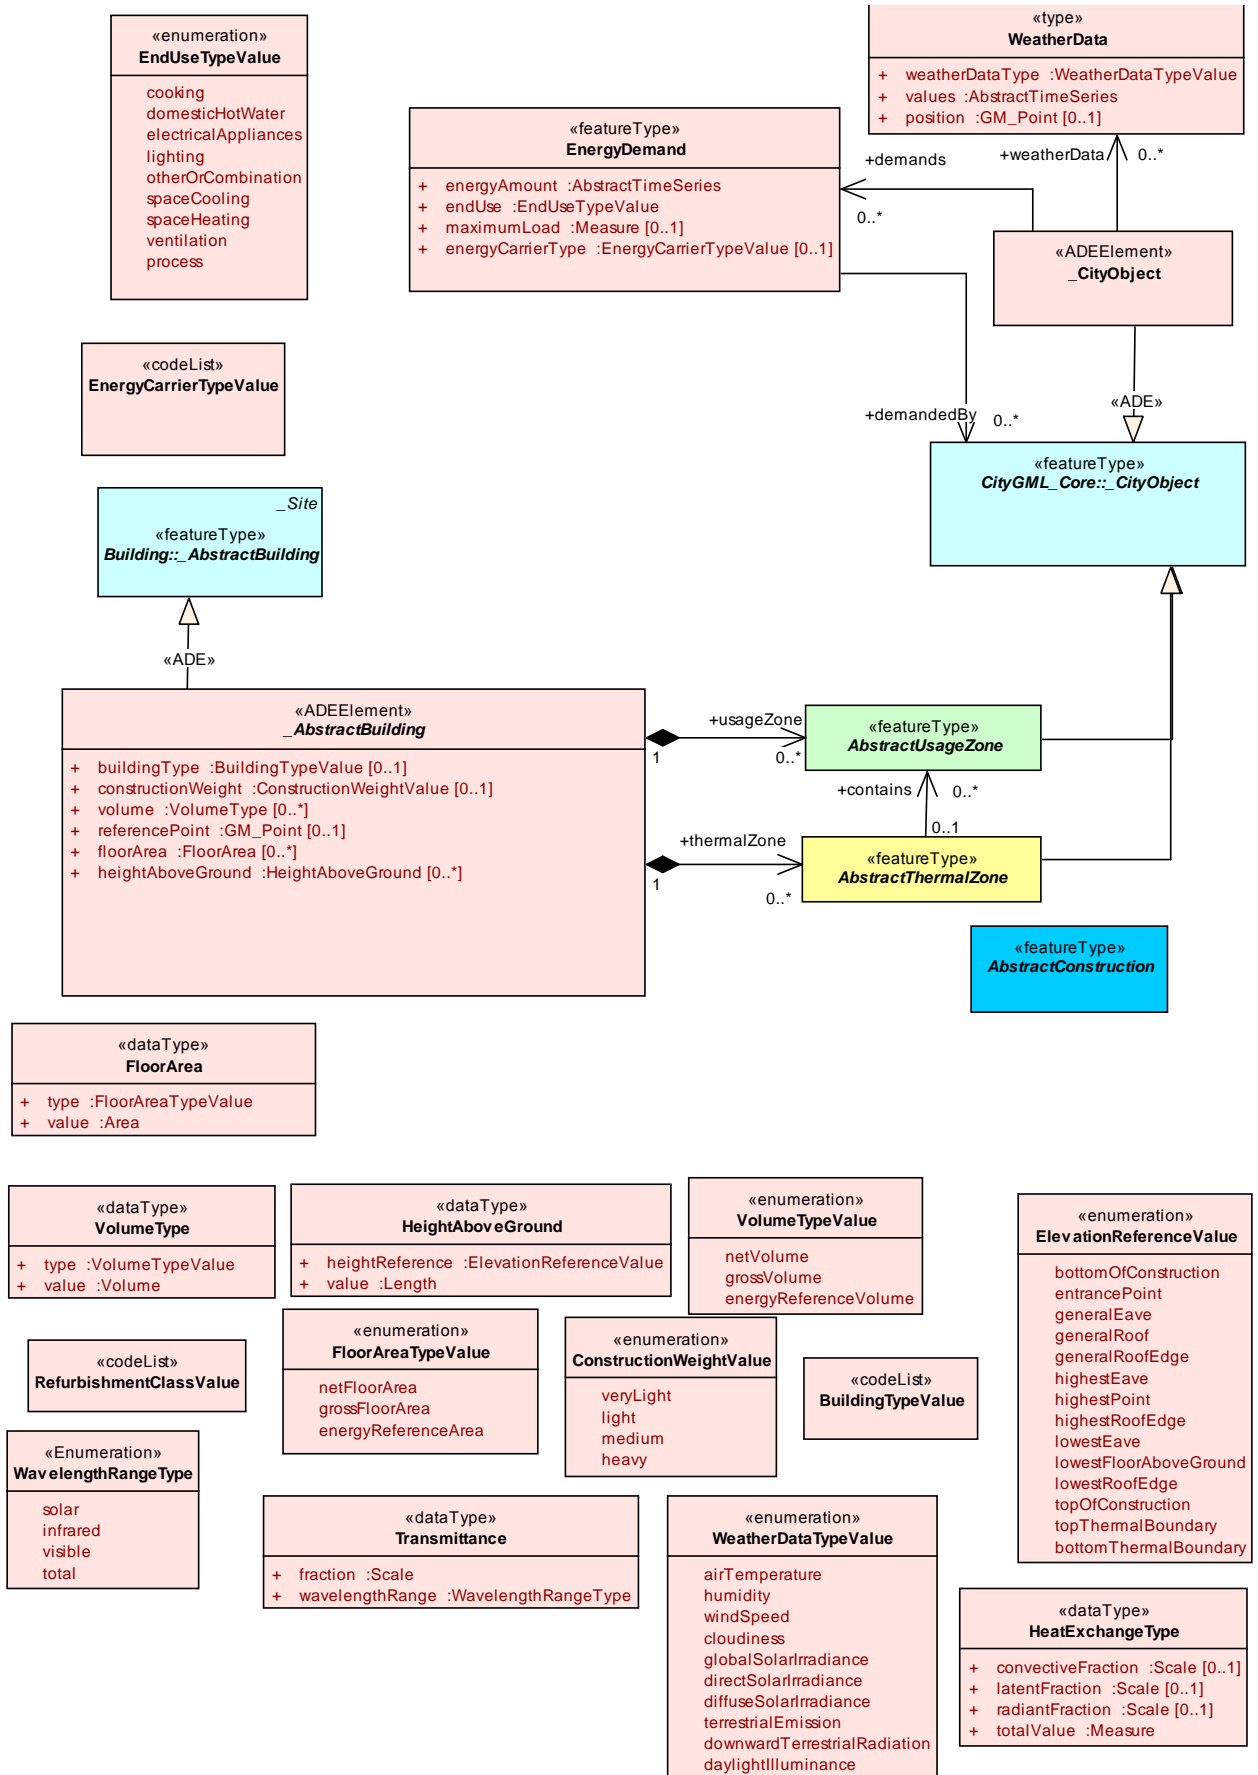 «enumeration»
EndUseTypeValue
cooking
domesticHotWater
electricalAppliances
lighting
otherOrCombination
spaceCooling
spaceHeating
ventilation
process
«type»
WeatherData
+ weatherDataType :WeatherDataTypeValue
+ values :AbstractTimeSeries
+ position :GM_Point [0..1]
«featureType»
EnergyDemand
+ energyAmount :AbstractTimeSeries
+ endUse :EndUseTypeValue
+ maximumLoad :Measure [0..1]
+ energyCarrierType :EnergyCarrierTypeValue [0..1]
+demands
0..*
+weatherData
0..*
«ADEElement»
_CityObject
«codeList»
EnergyCarrierTypeValue
+demandedBy
0..*
«ADE»
«featureType»
CityGML_Core::_CityObject
_Site
«featureType»
Building::_AbstractBuilding
«ADE»
«ADEElement»
_AbstractBuilding
+ buildingType :BuildingTypeValue [0..1]
+ constructionWeight :ConstructionWeightValue [0..1]
+ volume :VolumeType [0..*]
+ referencePoint :GM_Point [0..1]
+ floorArea :FloorArea [0..*]
+ heightAboveGround :HeightAboveGround [0..*]
+usageZone
1
0..*
«featureType»
AbstractUsageZone
+contains
0..*
0..1
+thermalZone
1
0..*
«featureType»
AbstractThermalZone
«featureType»
AbstractConstruction
«dataType»
FloorArea
+ type :FloorAreaTypeValue
+ value :Area
«dataType»
VolumeType
+ type :VolumeTypeValue
+ value :Volume
«dataType»
HeightAboveGround
+ heightReference :ElevationReferenceValue
+ value :Length
«enumeration»
VolumeTypeValue
netVolume
grossVolume
energyReferenceVolume
«enumeration»
ElevationReferenceValue
bottomOfConstruction
entrancePoint
generalEave
generalRoof
generalRoofEdge
highestEave
highestPoint
highestRoofEdge
lowestEave
lowestFloorAboveGround
lowestRoofEdge
topOfConstruction
topThermalBoundary
bottomThermalBoundary
«codeList»
RefurbishmentClassValue
«enumeration»
FloorAreaTypeValue
netFloorArea
grossFloorArea
energyReferenceArea
«enumeration»
ConstructionWeightValue
veryLight
light
medium
heavy
«codeList»
BuildingTypeValue
«Enumeration»
WavelengthRangeType
solar
infrared
visible
total
«dataType»
Transmittance
+ fraction :Scale
+ wavelengthRange :WavelengthRangeType
«enumeration»
WeatherDataTypeValue
airTemperature
humidity
windSpeed
cloudiness
globalSolarIrradiance
directSolarIrradiance
diffuseSolarIrradiance
terrestrialEmission
downwardTerrestrialRadiation
daylightIlluminance
«dataType»
HeatExchangeType
+ convectiveFraction :Scale [0..1]
+ latentFraction :Scale [0..1]
+ radiantFraction :Scale [0..1]
+ totalValue :Measure